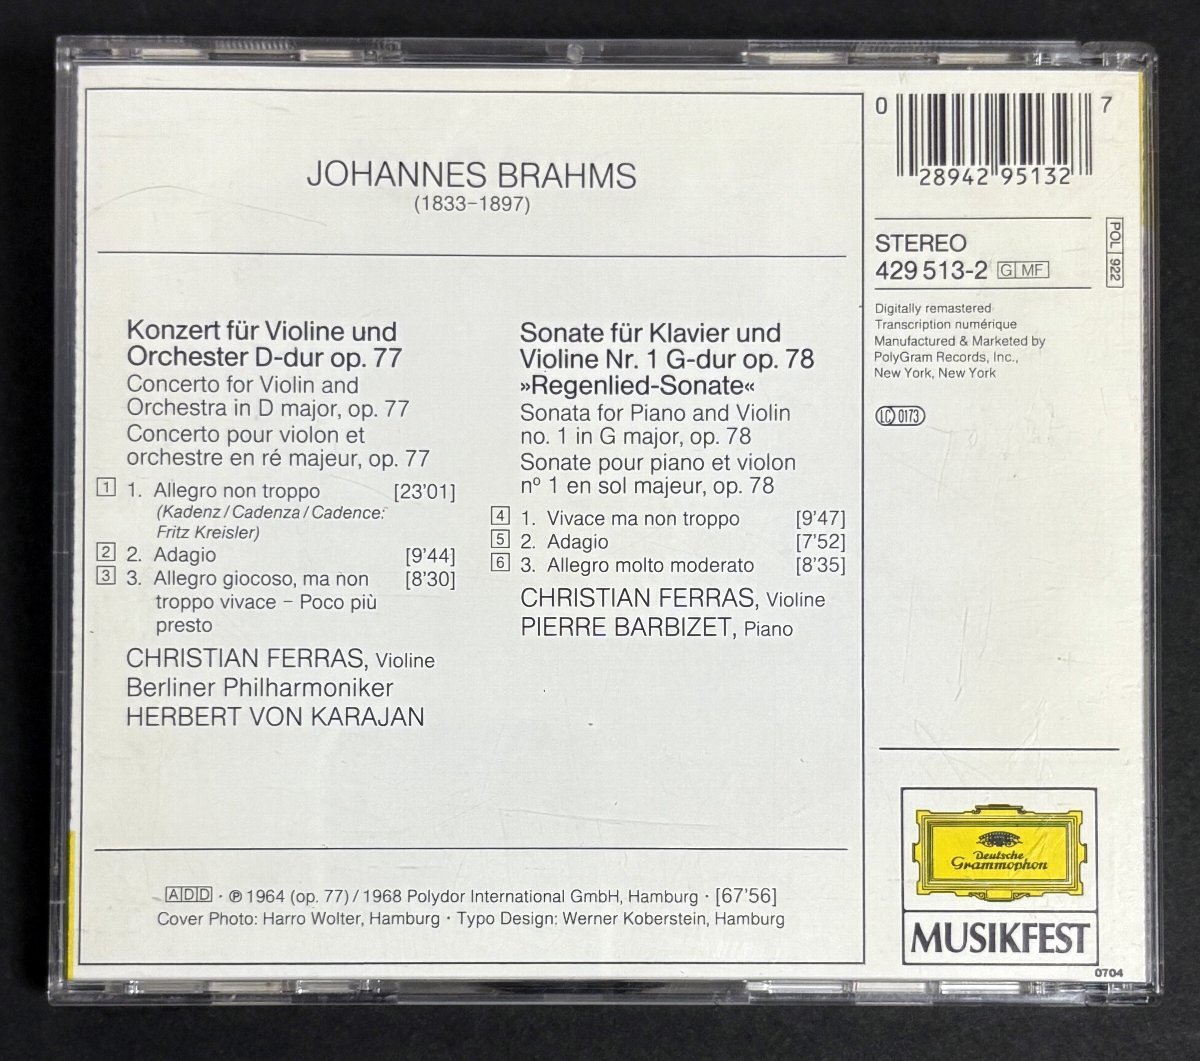 JOHANNES BRAHMS
(1833-1897)
Konzert für Violine und
Orchester D-dur op. 77
Concerto for Violin and
Orchestra in D major, op. 77
Concerto pour violon et
orchestre en ré majeur, op. 77
1 1. Allegro non troppo [23'01]
(Kadenz/Cadenza/Cadence:
Fritz Kreisler)
2 2. Adagio [9'44]
3 3. Allegro giocoso, ma non [8'30]
troppo vivace – Poco più
presto
CHRISTIAN FERRAS, Violine
Berliner Philharmoniker
HERBERT VON KARAJAN
Sonate für Klavier und
Violine Nr. 1 G-dur op. 78
»Regenlied-Sonate«
Sonata for Piano and Violin
no. 1 in G major, op. 78
Sonate pour piano et violon
nº 1 en sol majeur, op. 78
4 1. Vivace ma non troppo [9'47]
5 2. Adagio [7'52]
6 3. Allegro molto moderato [8'35]
CHRISTIAN FERRAS, Violine
PIERRE BARBIZET, Piano
ADD · ℗ 1964 (op. 77) / 1968 Polydor International GmbH, Hamburg · [67'56]
Cover Photo: Harro Wolter, Hamburg · Typo Design: Werner Koberstein, Hamburg
0 28942 95132 7
STEREO
429 513-2 G MF
POL 922
Digitally remastered
Transcription numérique
Manufactured & Marketed by
PolyGram Records, Inc.,
New York, New York
LC 0173
Deutsche
Grammophon
MUSIKFEST
0704